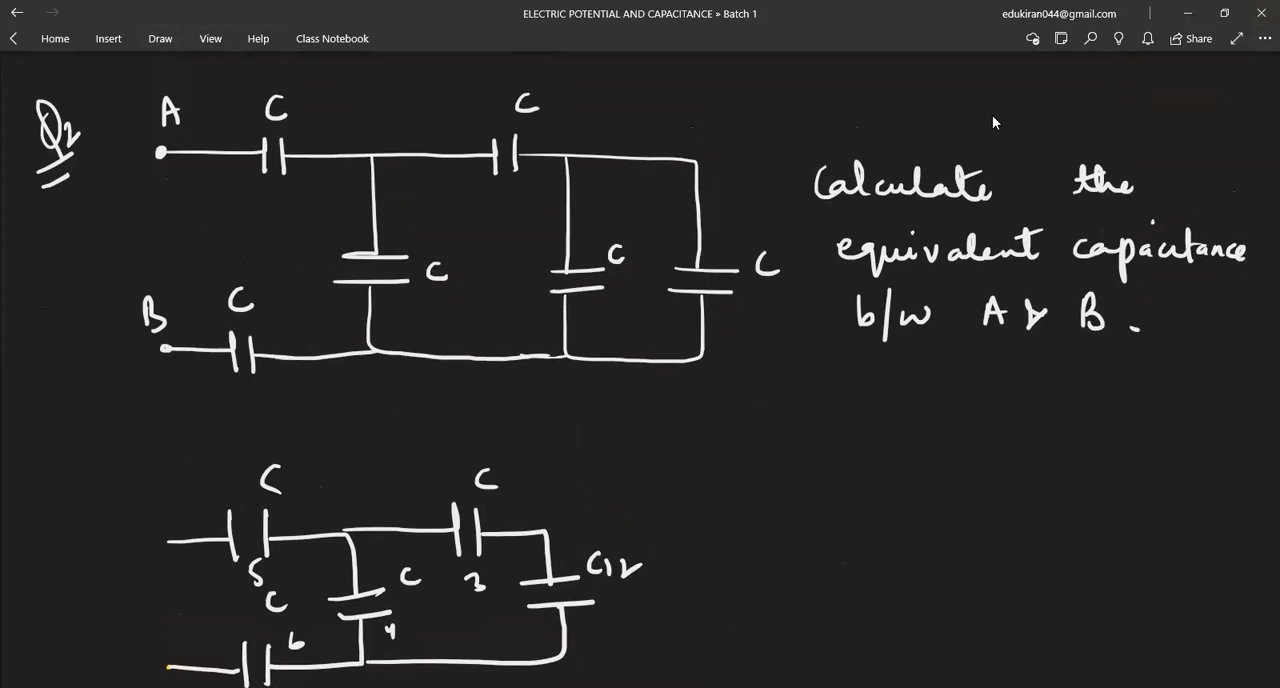 ELECTRIC POTENTIAL AND CAPACITANCE » Batch 1
edukiran044@gmail.com
Home Insert Draw View Help Class Notebook
Share
Q2
A C C
Calculate the
equivalent capacitance
b/w A & B.
C C C
B C
C C
5 C 3 C12
C 6 4